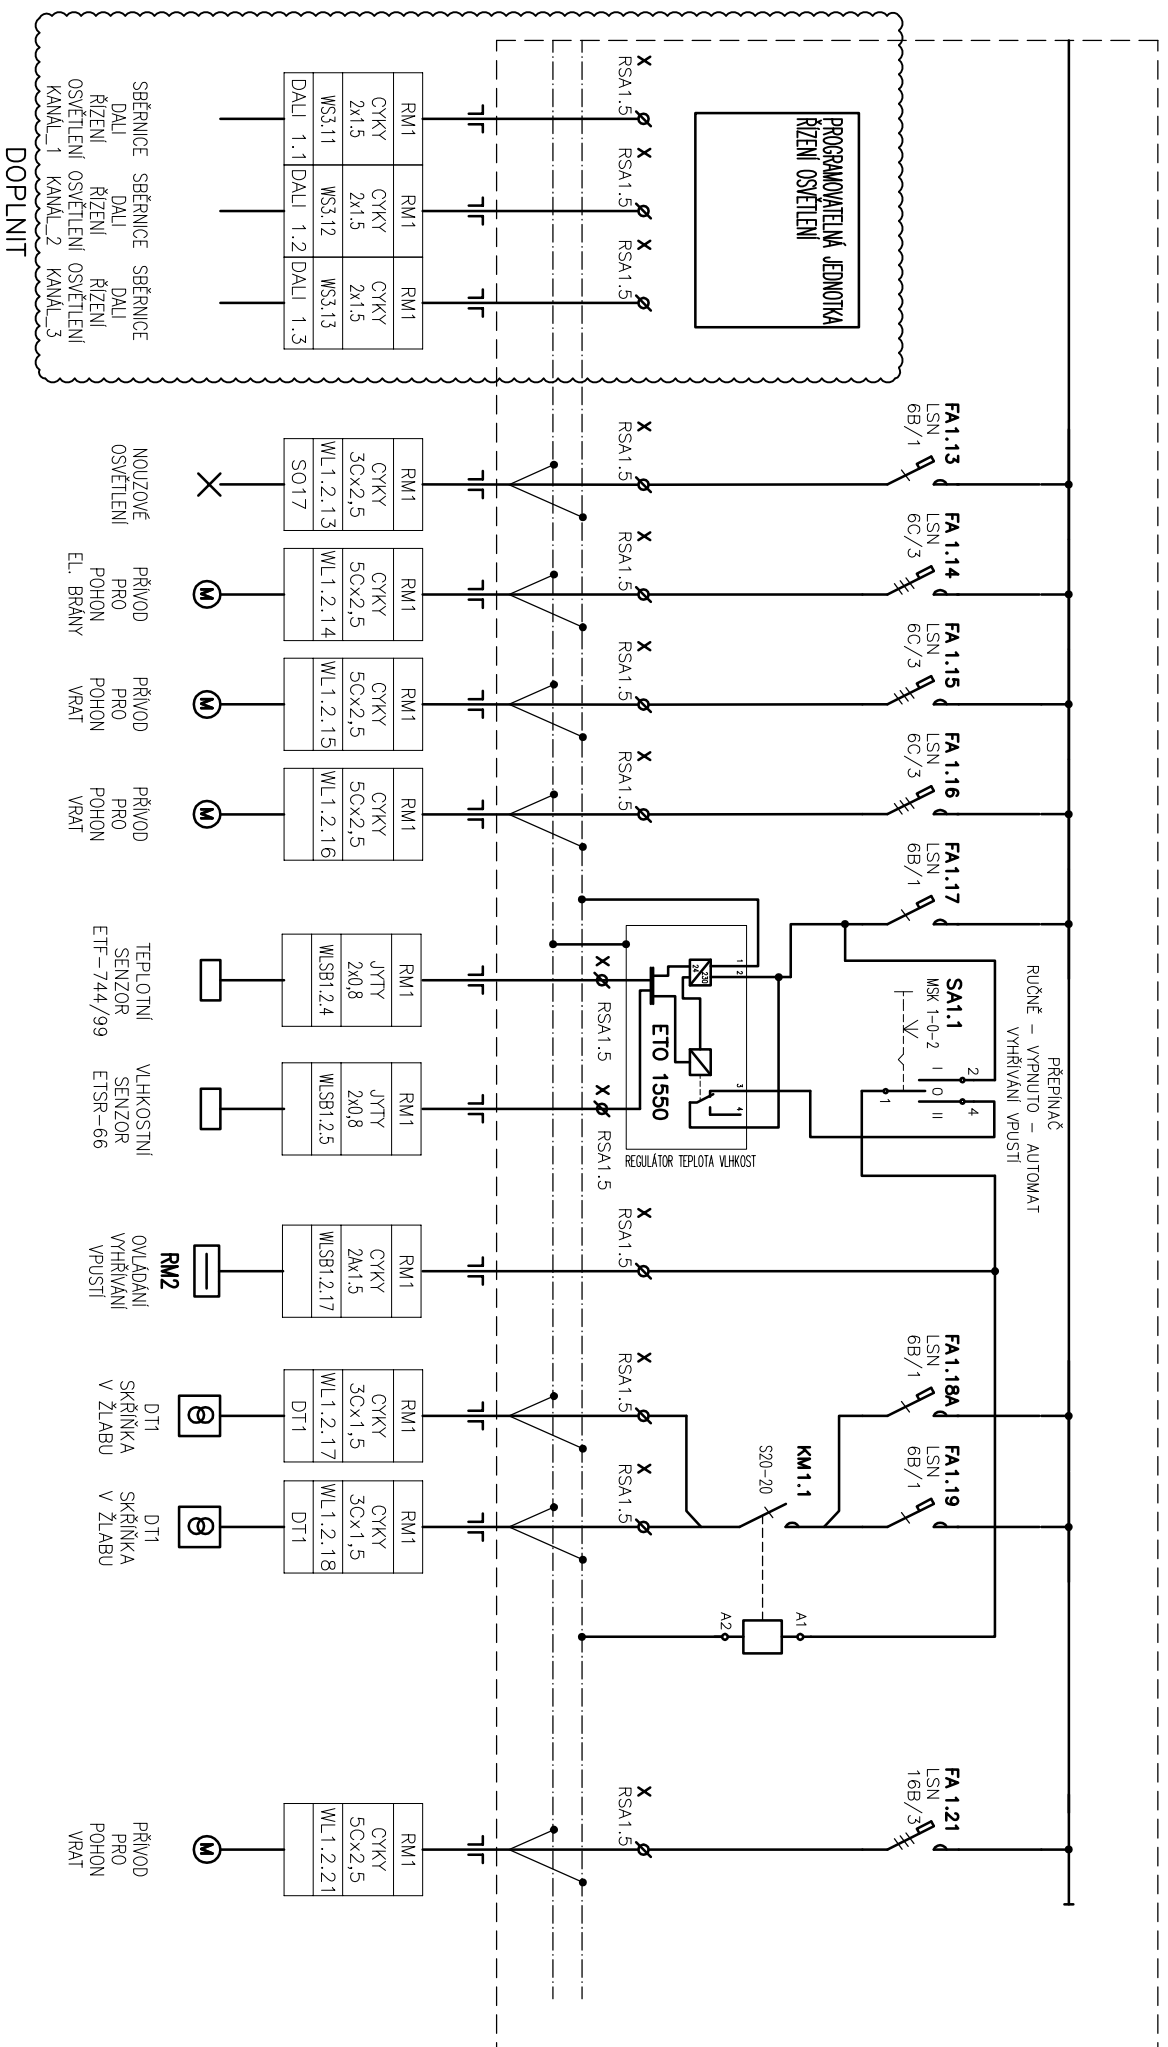 PROGRAMOVATELNÁ JEDNOTKA
ŘÍZENÍ OSVĚTLENÍ
X
RSA1.5
X
RSA1.5
X
RSA1.5
RM1
CYKY
2x1.5
WS3.11
DALI 1.1
RM1
CYKY
2x1.5
WS3.12
DALI 1.2
RM1
CYKY
2x1.5
WS3.13
DALI 1.3
SBĚRNICE
DALI
ŘÍZENÍ
OSVĚTLENÍ
KANÁL_1
SBĚRNICE
DALI
ŘÍZENÍ
OSVĚTLENÍ
KANÁL_2
SBĚRNICE
DALI
ŘÍZENÍ
OSVĚTLENÍ
KANÁL_3
DOPLNIT
FA1.13
LSN
6B/1
X
RSA1.5
RM1
CYKY
3Cx2,5
WL1.2.13
SO17
NOUZOVÉ
OSVĚTLENÍ
FA1.14
LSN
6C/3
X
RSA1.5
RM1
CYKY
5Cx2,5
WL1.2.14
M
PŘÍVOD
PRO
POHON
EL. BRÁNY
FA1.15
LSN
6C/3
X
RSA1.5
RM1
CYKY
5Cx2,5
WL1.2.15
M
PŘÍVOD
PRO
POHON
VRAT
FA1.16
LSN
6C/3
X
RSA1.5
RM1
CYKY
5Cx2,5
WL1.2.16
M
PŘÍVOD
PRO
POHON
VRAT
FA1.17
LSN
6B/1
PŘEPÍNAČ
RUČNĚ – VYPNUTO – AUTOMAT
VYHŘÍVÁNÍ VPUSTÍ
SA1.1
MSK 1-0-2
2
4
I
0
II
1
1
2
3
4
230
24
ETO 1550
REGULÁTOR TEPLOTA VLHKOST
X
RSA1.5
RM1
JYTY
2x0,8
WLSB1.2.4
TEPLOTNÍ
SENZOR
ETF-744/99
X
RSA1.5
RM1
JYTY
2x0,8
WLSB1.2.5
VLHKOSTNÍ
SENZOR
ETSR-66
X
RSA1.5
RM1
CYKY
2Ax1.5
WLSB1.2.17
RM2
OVLÁDÁNÍ
VYHŘÍVÁNÍ
VPUSTÍ
FA1.18A
LSN
6B/1
X
RSA1.5
RM1
CYKY
3Cx1,5
WL1.2.17
DT1
DT1
SKŘÍŇKA
V ŽLABU
FA1.19
LSN
6B/1
KM1.1
S20-20
A1
A2
X
RSA1.5
RM1
CYKY
3Cx1,5
WL1.2.18
DT1
DT1
SKŘÍŇKA
V ŽLABU
FA1.21
LSN
16B/3
X
RSA1.5
RM1
CYKY
5Cx2,5
WL1.2.21
M
PŘÍVOD
PRO
POHON
VRAT